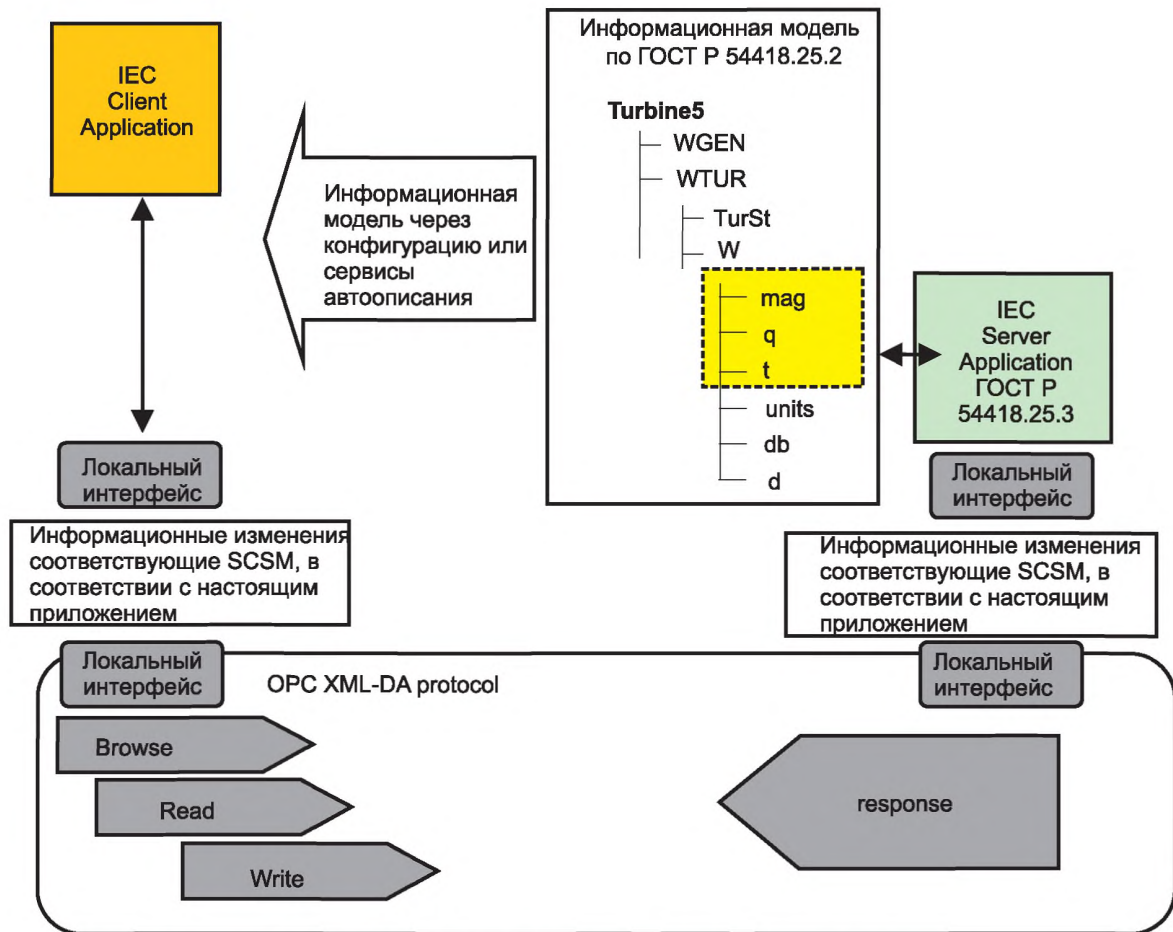 IEC
Client
Application
Информационная
модель через
конфигурацию или
сервисы
автоописания
Информационная модель
по ГОСТ Р 54418.25.2
Turbine5
WGEN
WTUR
TurSt
W
mag
q
t
units
db
d
IEC
Server
Application
ГОСТ Р
54418.25.3
Локальный
интерфейс
Информационные изменения
соответствующие SCSM, в
соответствии с настоящим
приложением
Локальный
интерфейс
Локальный
интерфейс
Информационные изменения
соответствующие SCSM, в
соответствии с настоящим
приложением
Локальный
интерфейс
OPC XML-DA protocol
Browse
Read
Write
response